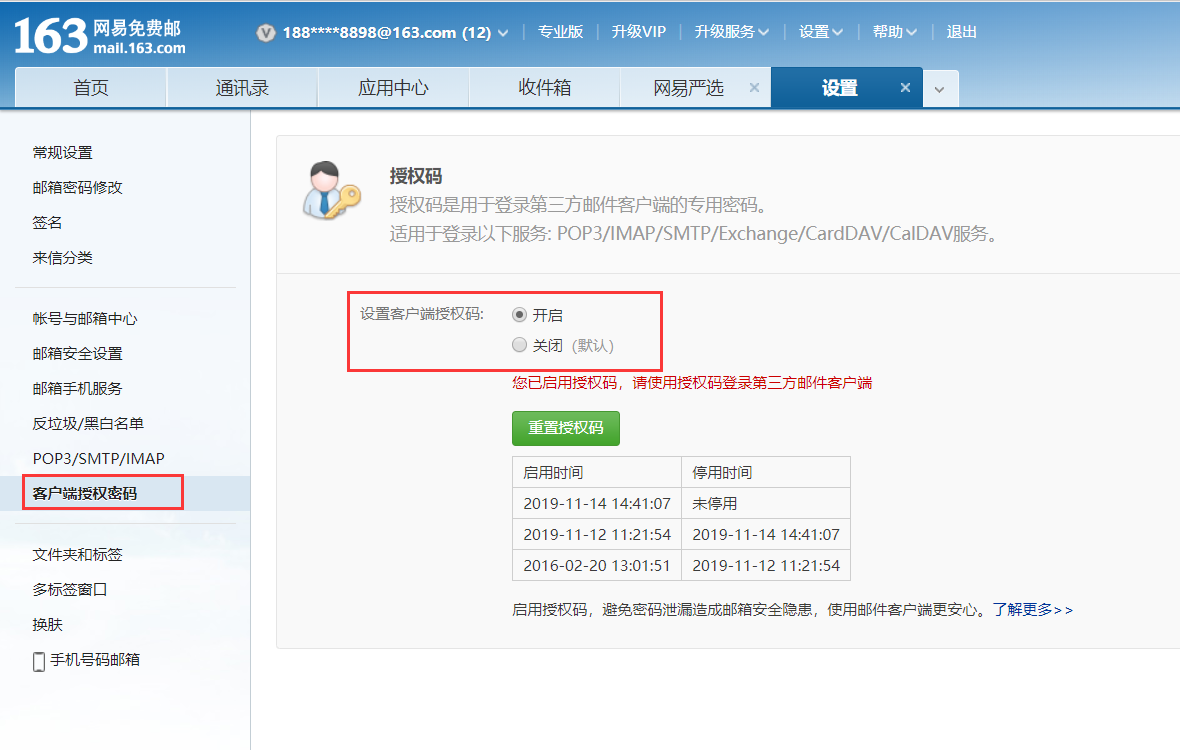 163 网易免费邮
mail.163.com
188****8898@163.com (12)
专业版
升级VIP
升级服务
设置
帮助
退出
首页
通讯录
应用中心
收件箱
网易严选
设置
常规设置
邮箱密码修改
签名
来信分类
帐号与邮箱中心
邮箱安全设置
邮箱手机服务
反垃圾/黑白名单
POP3/SMTP/IMAP
客户端授权密码
文件夹和标签
多标签窗口
换肤
手机号码邮箱
授权码
授权码是用于登录第三方邮件客户端的专用密码。
适用于登录以下服务: POP3/IMAP/SMTP/Exchange/CardDAV/CalDAV服务。
设置客户端授权码: 开启
关闭 (默认)
您已启用授权码，请使用授权码登录第三方邮件客户端
重置授权码
启用时间 停用时间
2019-11-14 14:41:07 未停用
2019-11-12 11:21:54 2019-11-14 14:41:07
2016-02-20 13:01:51 2019-11-12 11:21:54
启用授权码，避免密码泄漏造成邮箱安全隐患，使用邮件客户端更安心。了解更多>>